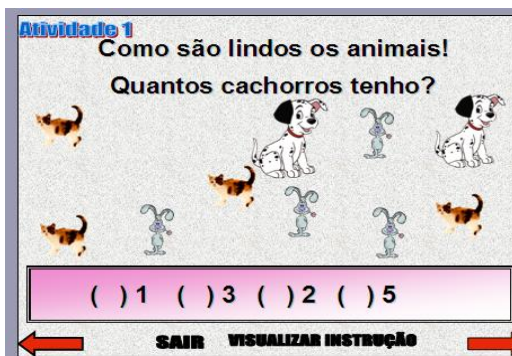 Atividade 1
Como são lindos os animais!
Quantos cachorros tenho?
( ) 1 ( ) 3 ( ) 2 ( ) 5
SAIR VISUALIZAR INSTRUÇÃO